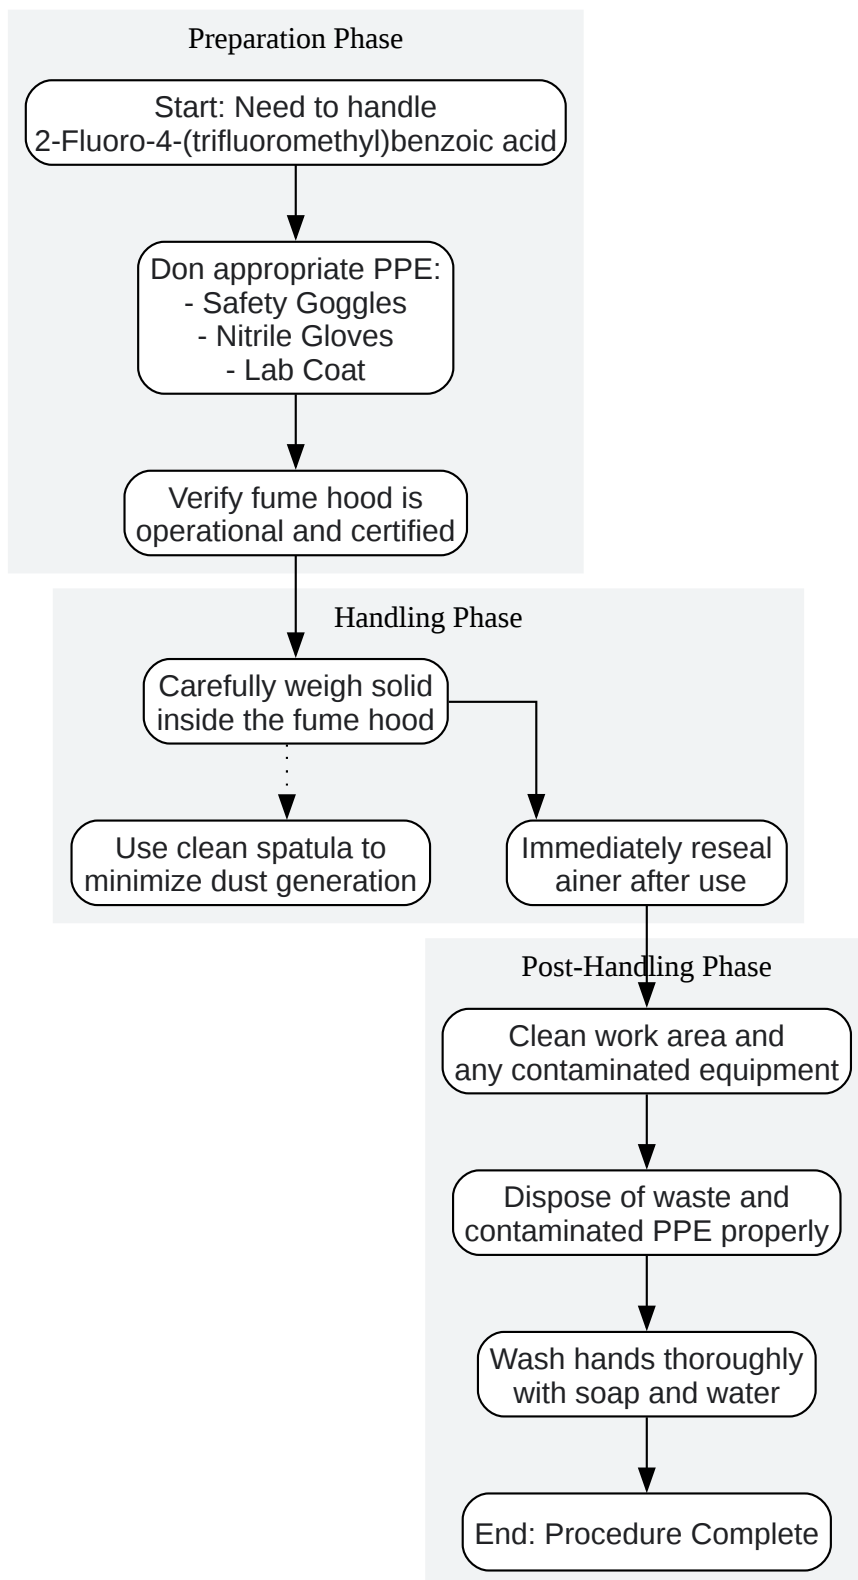 Preparation Phase
Start: Need to handle
2-Fluoro-4-(trifluoromethyl)benzoic acid
Don appropriate PPE:
- Safety Goggles
- Nitrile Gloves
- Lab Coat
Verify fume hood is
operational and certified
Handling Phase
Carefully weigh solid
inside the fume hood
Use clean spatula to
minimize dust generation
Immediately reseal
ainer after use
Post-Handling Phase
Clean work area and
any contaminated equipment
Dispose of waste and
contaminated PPE properly
Wash hands thoroughly
with soap and water
End: Procedure Complete